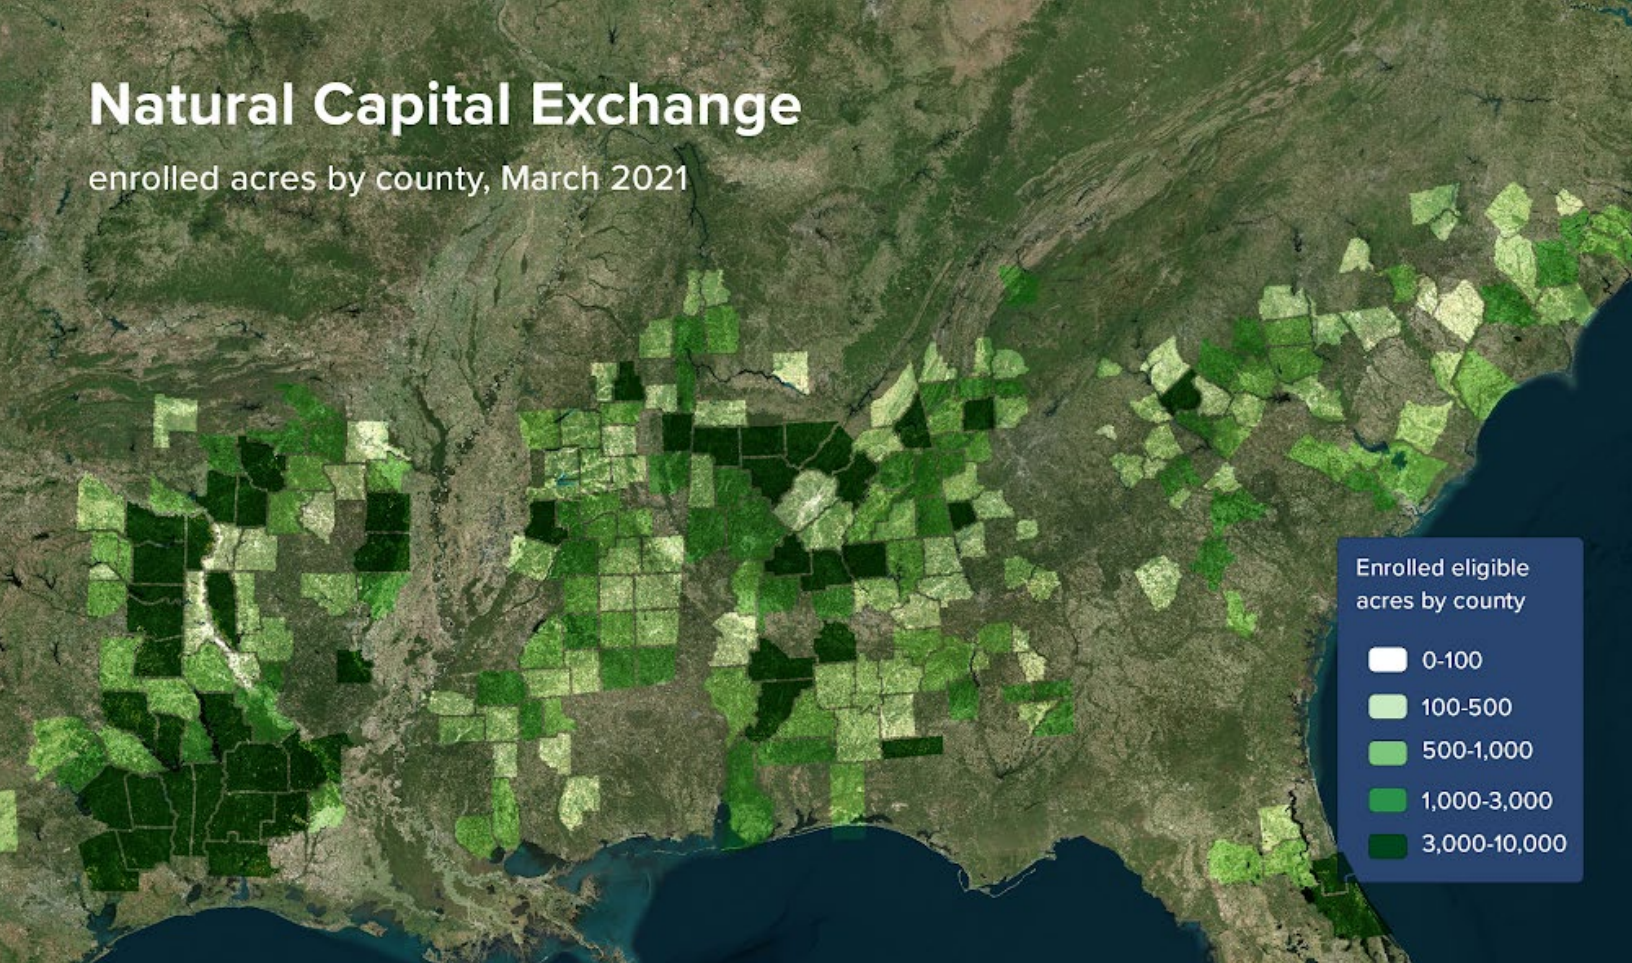 Natural Capital Exchange
enrolled acres by county, March 2021
Enrolled eligible
acres by county
0-100
100-500
500-1,000
1,000-3,000
3,000-10,000